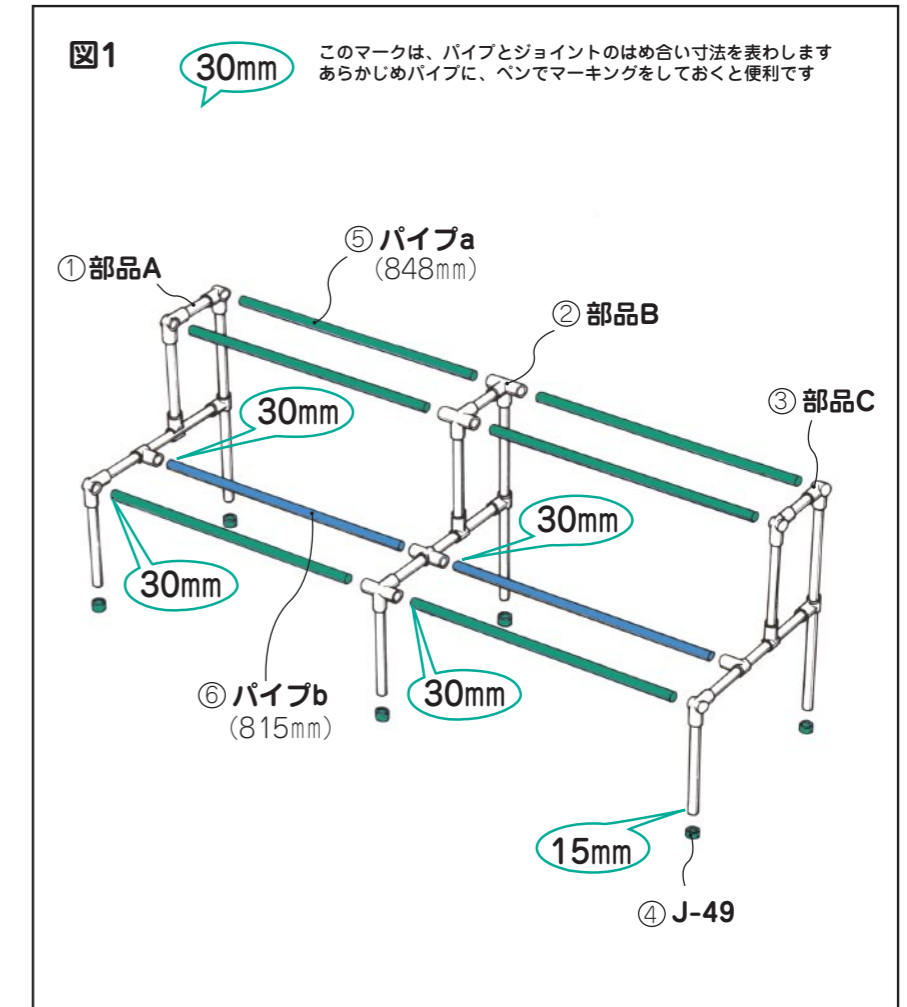 図1
30mm
このマークは、パイプとジョイントのはめ合い寸法を表わします
あらかじめパイプに、ペンでマーキングをしておくと便利です
⑤ パイプa
(848mm)
① 部品A
② 部品B
③ 部品C
30mm
30mm
30mm
30mm
⑥ パイプb
(815mm)
15mm
④ J-49